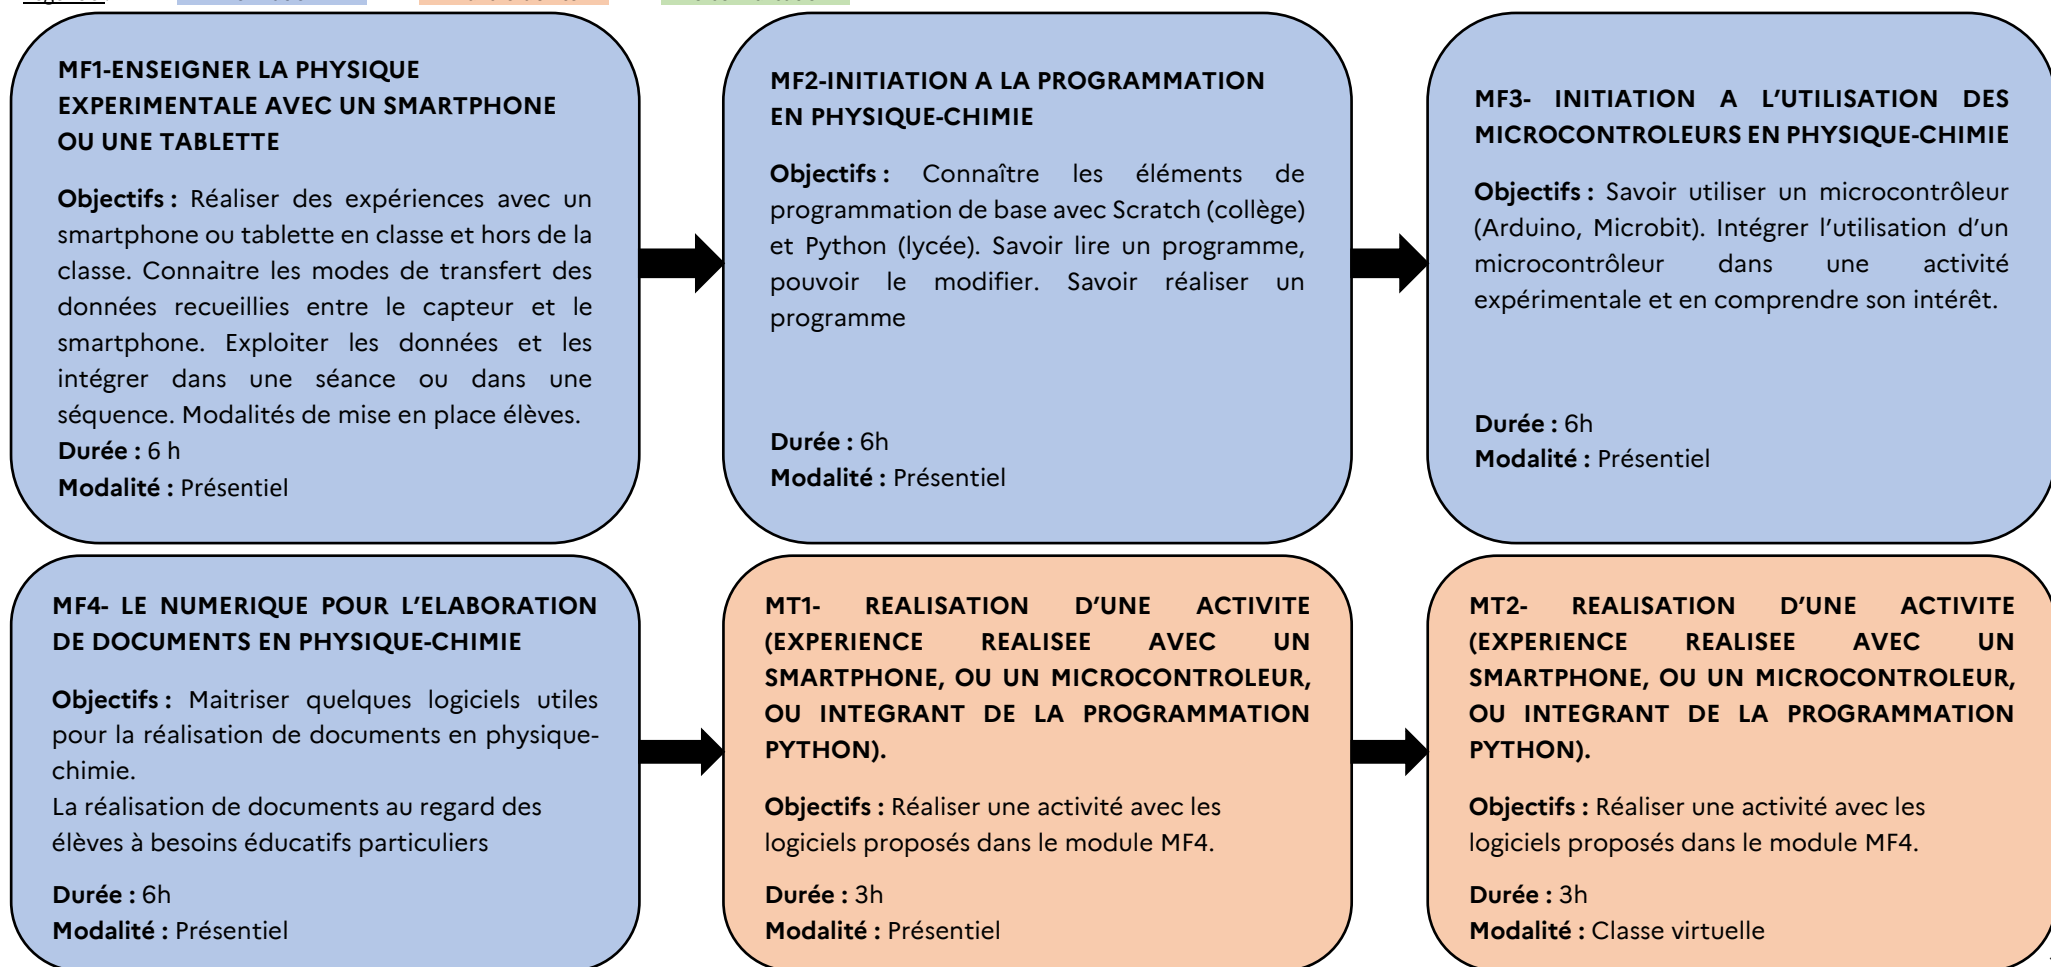 MF1-ENSEIGNER LA PHYSIQUE
EXPERIMENTALE AVEC UN SMARTPHONE
OU UNE TABLETTE
Objectifs : Réaliser des expériences avec un
smartphone ou tablette en classe et hors de la
classe. Connaitre les modes de transfert des
données recueillies entre le capteur et le
smartphone. Exploiter les données et les
intégrer dans une séance ou dans une
séquence. Modalités de mise en place élèves.
Durée : 6 h
Modalité : Présentiel
MF2-INITIATION A LA PROGRAMMATION
EN PHYSIQUE-CHIMIE
Objectifs : Connaître les éléments de
programmation de base avec Scratch (collège)
et Python (lycée). Savoir lire un programme,
pouvoir le modifier. Savoir réaliser un
programme
Durée : 6h
Modalité : Présentiel
MF3- INITIATION A L’UTILISATION DES
MICROCONTROLEURS EN PHYSIQUE-CHIMIE
Objectifs : Savoir utiliser un microcontrôleur
(Arduino, Microbit). Intégrer l’utilisation d’un
microcontrôleur dans une activité
expérimentale et en comprendre son intérêt.
Durée : 6h
Modalité : Présentiel
MF4- LE NUMERIQUE POUR L’ELABORATION
DE DOCUMENTS EN PHYSIQUE-CHIMIE
Objectifs : Maitriser quelques logiciels utiles
pour la réalisation de documents en physique-
chimie.
La réalisation de documents au regard des
élèves à besoins éducatifs particuliers
Durée : 6h
Modalité : Présentiel
MT1- REALISATION D’UNE ACTIVITE
(EXPERIENCE REALISEE AVEC UN
SMARTPHONE, OU UN MICROCONTROLEUR,
OU INTEGRANT DE LA PROGRAMMATION
PYTHON).
Objectifs : Réaliser une activité avec les
logiciels proposés dans le module MF4.
Durée : 3h
Modalité : Présentiel
MT2- REALISATION D’UNE ACTIVITE
(EXPERIENCE REALISEE AVEC UN
SMARTPHONE, OU UN MICROCONTROLEUR,
OU INTEGRANT DE LA PROGRAMMATION
PYTHON).
Objectifs : Réaliser une activité avec les
logiciels proposés dans le module MF4.
Durée : 3h
Modalité : Classe virtuelle